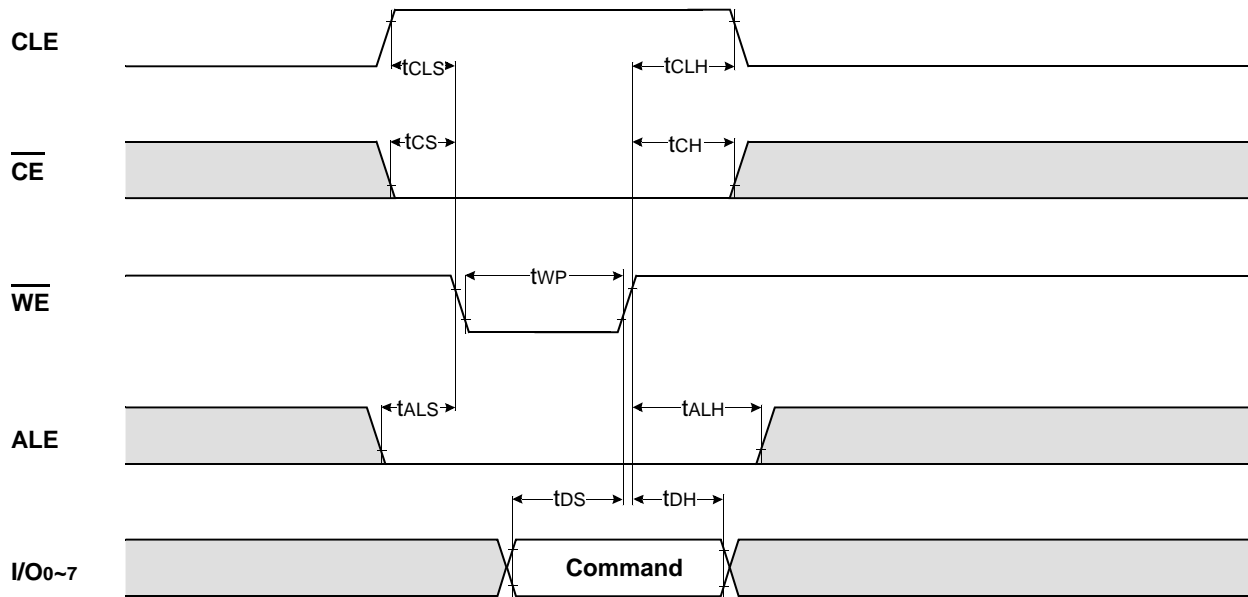 CLE
tCLS
tCLH
CE
tCS
tCH
WE
tWP
ALE
tALS
tALH
tDS
tDH
I/O0~7
Command